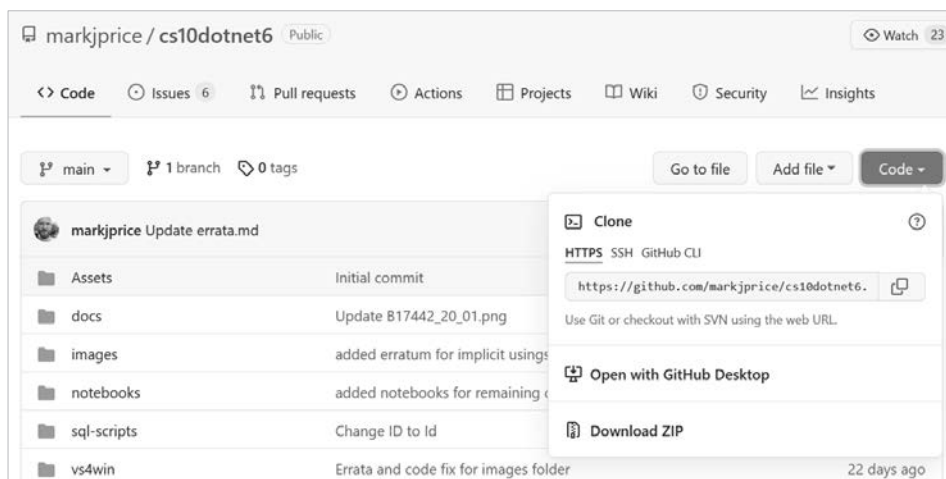 markjprice / cs10dotnet6 Public
Watch 23
Code Issues 6 Pull requests Actions Projects Wiki Security Insights
main 1 branch 0 tags Go to file Add file Code
markjprice Update errata.md
Assets Initial commit
docs Update B17442_20_01.png
images added erratum for implicit usings
notebooks added notebooks for remaining
sql-scripts Change ID to Id
vs4win Errata and code fix for images folder 22 days ago
Clone
HTTPS SSH GitHub CLI
https://github.com/markjprice/cs10dotnet6.
Use Git or checkout with SVN using the web URL.
Open with GitHub Desktop
Download ZIP